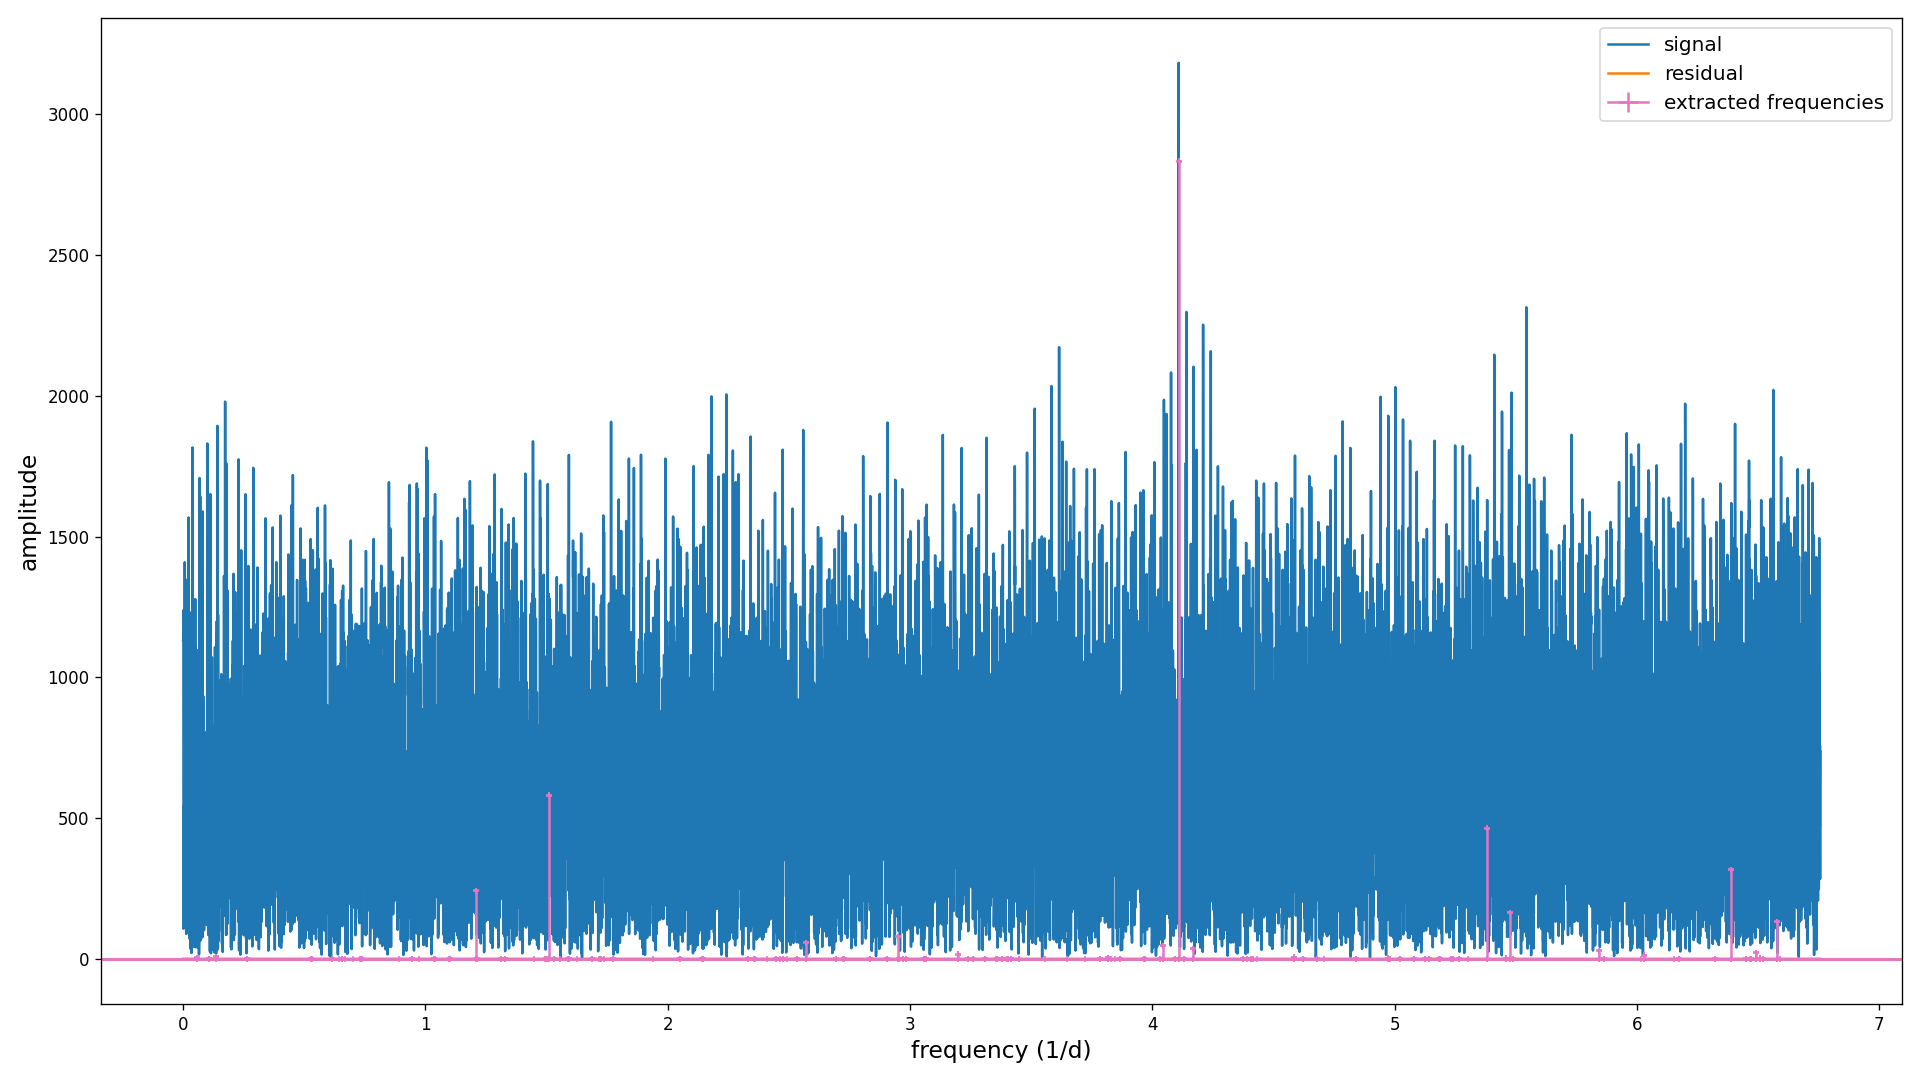 signal
residual
extracted frequencies
3000
2500
2000
1500
1000
500
0
amplitude
0 1 2 3 4 5 6 7
frequency (1/d)